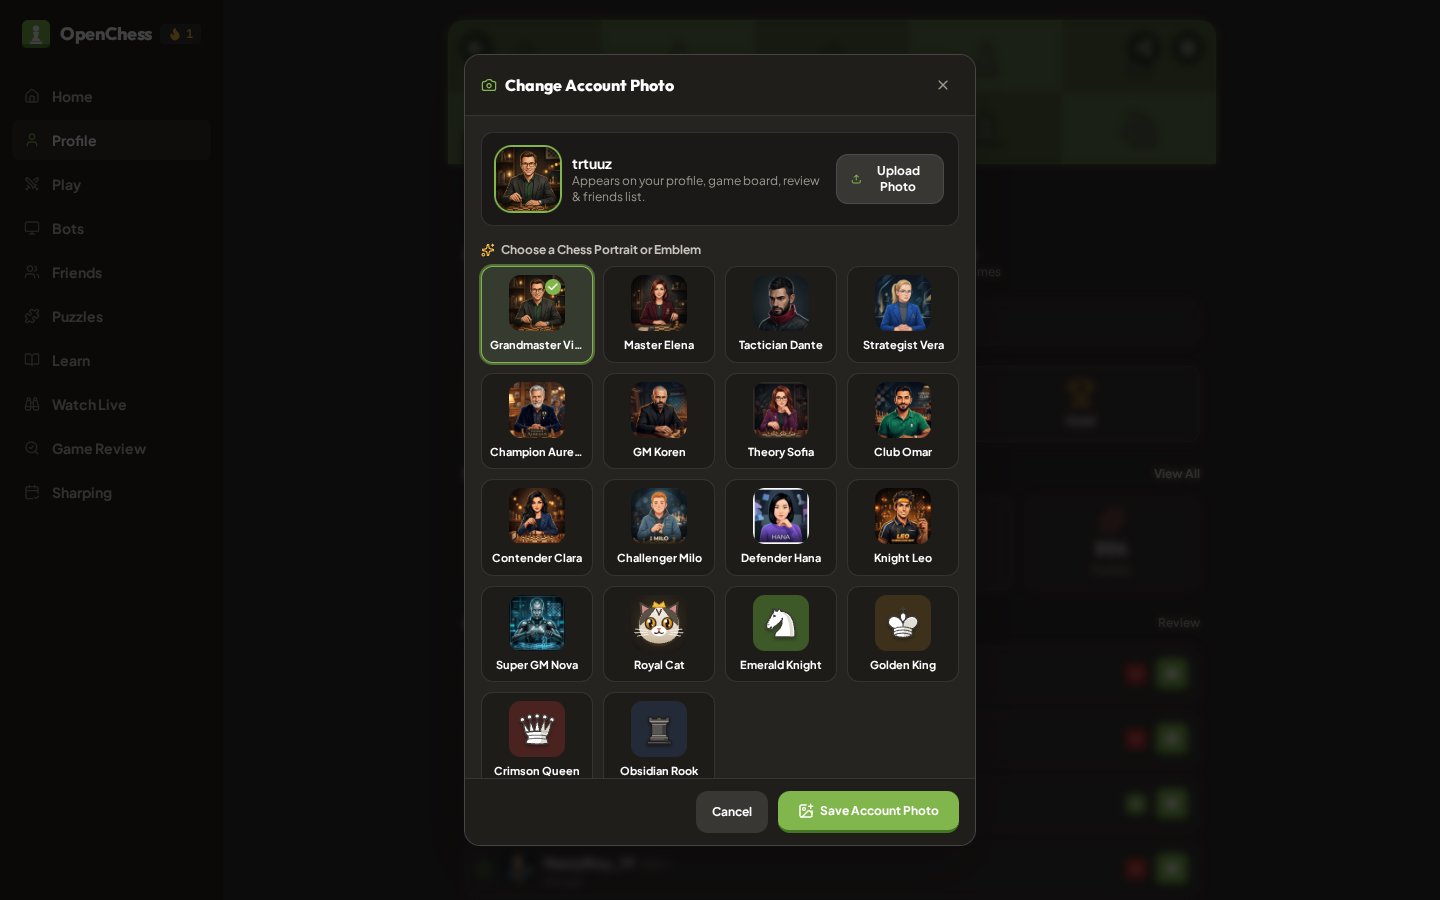 OpenChess
1
Home
Profile
Play
Bots
Friends
Puzzles
Learn
Watch Live
Game Review
Sharping
Change Account Photo
trtuuz
Appears on your profile, game board, review
& friends list.
Upload
Photo
Choose a Chess Portrait or Emblem
Grandmaster Vi...
Master Elena
Tactician Dante
Strategist Vera
Champion Aure...
GM Koren
Theory Sofia
Club Omar
Contender Clara
MILO
Challenger Milo
HANA
Defender Hana
LEO
Knight Leo
Super GM Nova
Royal Cat
Emerald Knight
Golden King
Crimson Queen
Obsidian Rook
Cancel
Save Account Photo
mes
View All
Review